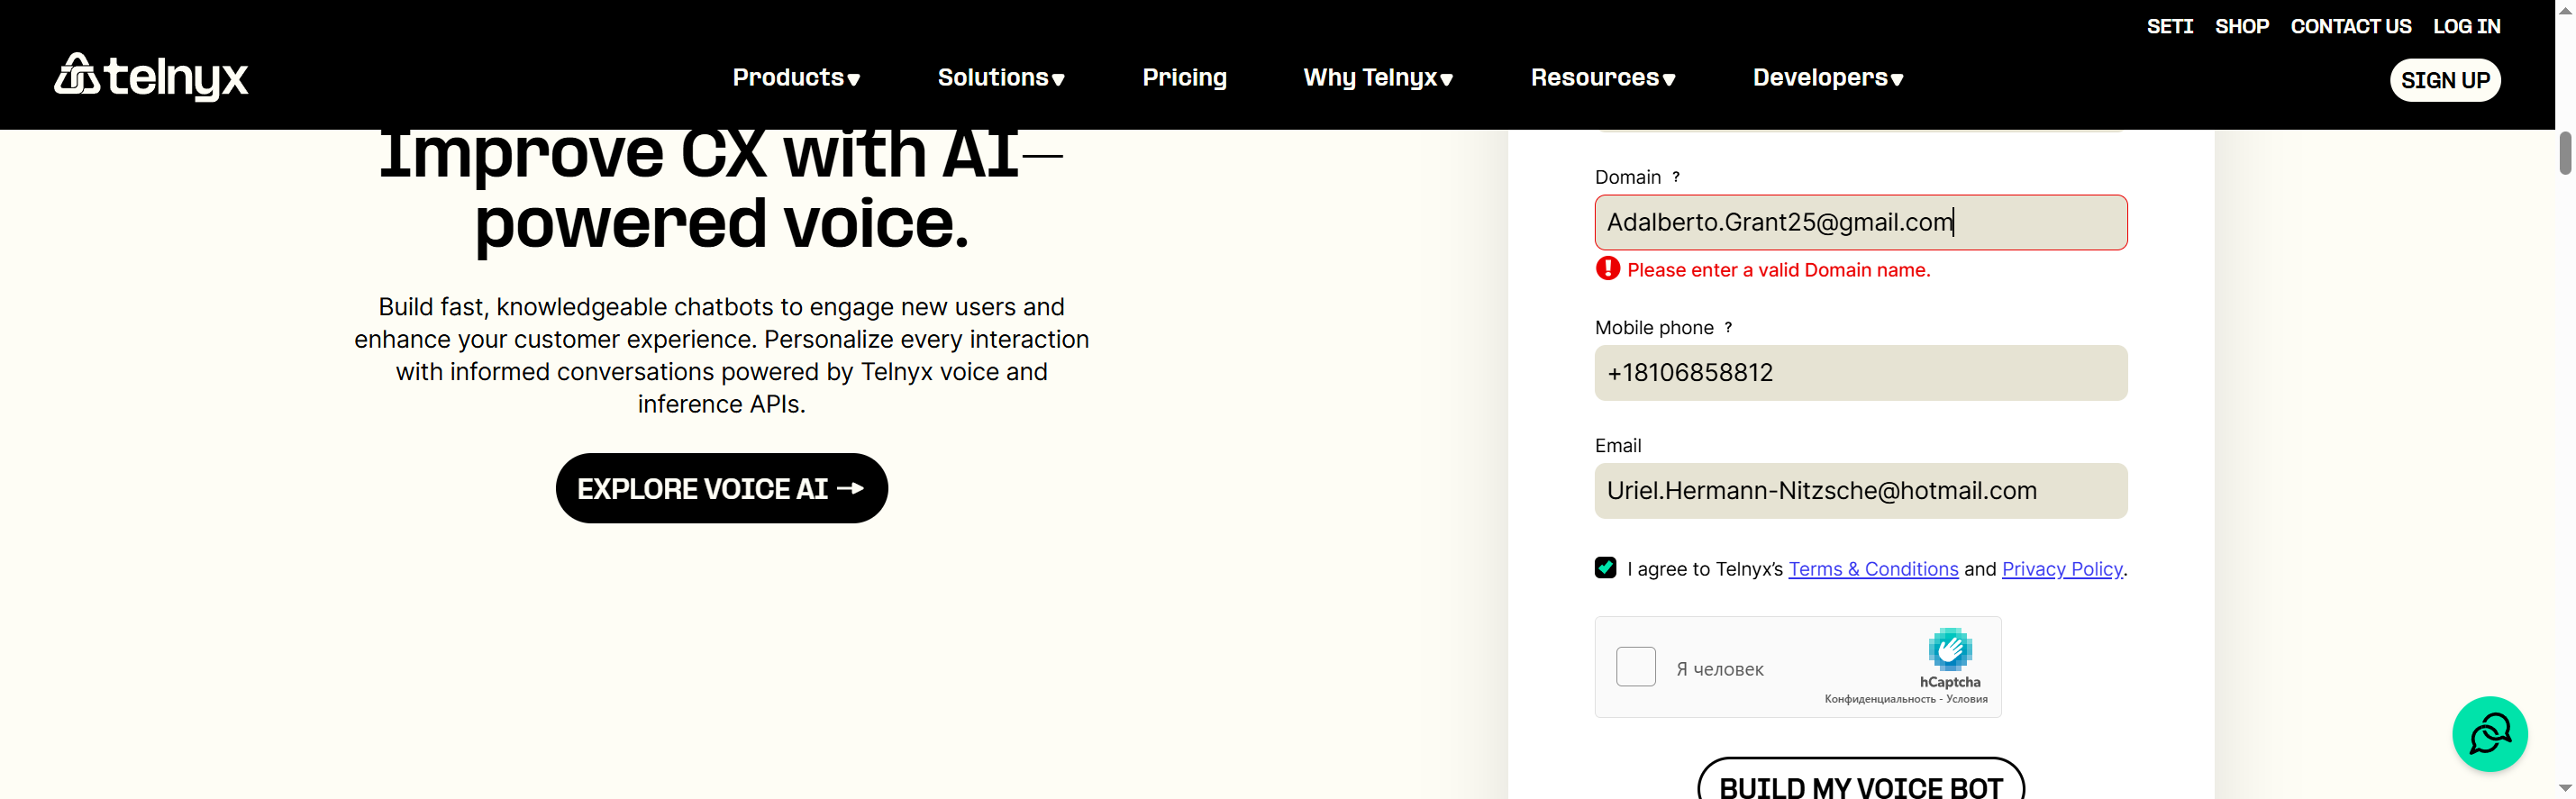 SETI SHOP CONTACT US LOG IN
telnyx
Products Solutions Pricing Why Telnyx Resources Developers
SIGN UP
Improve CX with AI—
powered voice.
Build fast, knowledgeable chatbots to engage new users and
enhance your customer experience. Personalize every interaction
with informed conversations powered by Telnyx voice and
inference APIs.
EXPLORE VOICE AI →
Domain ?
Adalberto.Grant25@gmail.com
Please enter a valid Domain name.
Mobile phone ?
+18106858812
Email
Uriel.Hermann-Nitzsche@hotmail.com
I agree to Telnyx’s Terms & Conditions and Privacy Policy.
Я человек
hCaptcha
Конфиденциальность - Условия
BUILD MY VOICE BOT